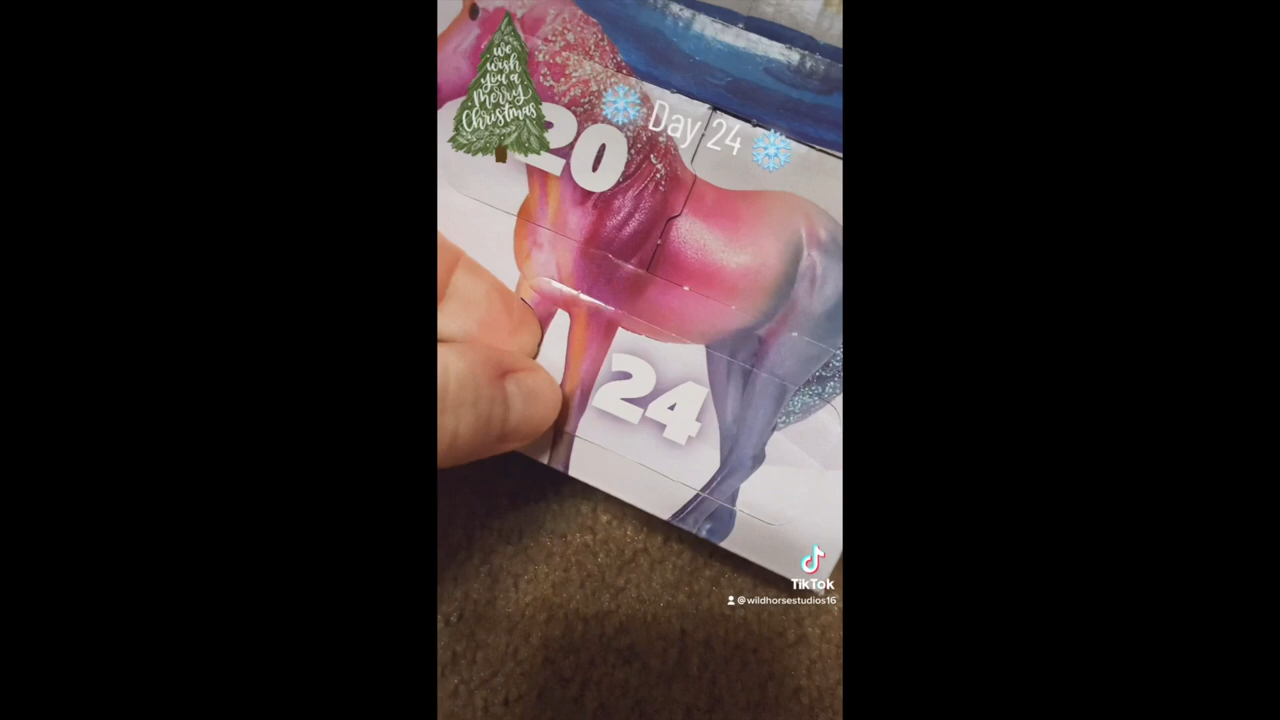 we
wish
you a
Merry
Christmas
Day 24
20
24
TikTok
@wildhorsestudios16